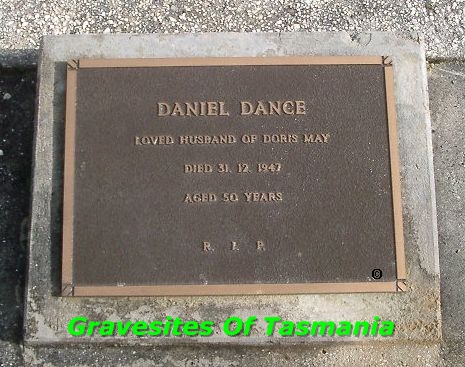 DANIEL DANCE
LOVED HUSBAND OF DORIS MAY
DIED 31. 12. 1947
AGED 50 YEARS
R. I. P.
©
Gravesites Of Tasmania